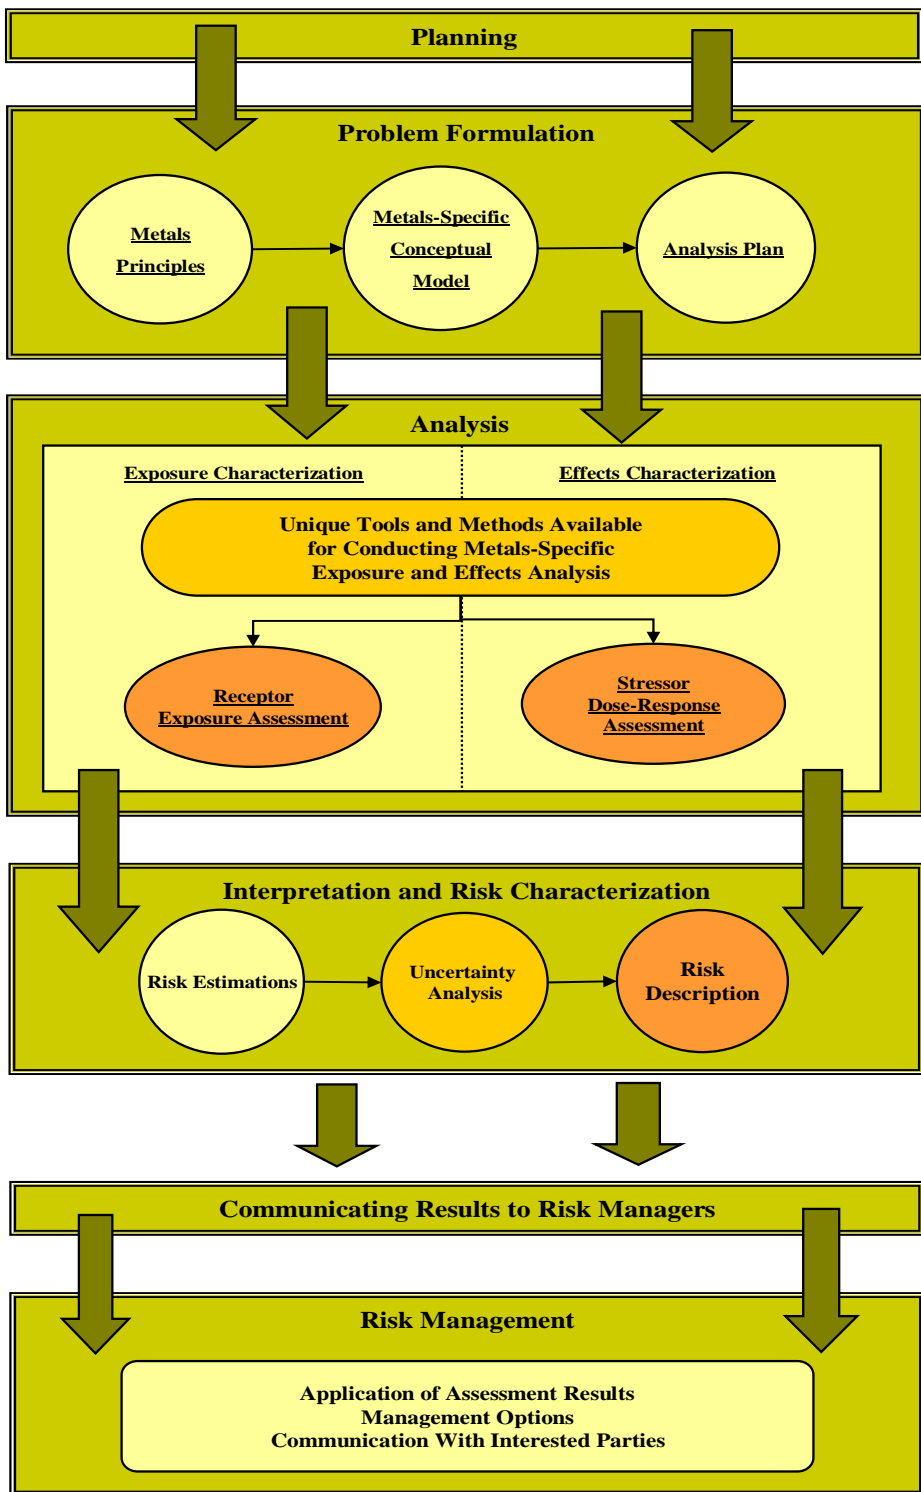 Planning
Problem Formulation
Metals
Principles
Metals-Specific
Conceptual
Model
Analysis Plan
Analysis
Exposure Characterization
Effects Characterization
Unique Tools and Methods Available
for Conducting Metals-Specific
Exposure and Effects Analysis
Receptor
Exposure Assessment
Stressor
Dose-Response
Assessment
Interpretation and Risk Characterization
Risk Estimations
Uncertainty
Analysis
Risk
Description
Communicating Results to Risk Managers
Risk Management
Application of Assessment Results
Management Options
Communication With Interested Parties